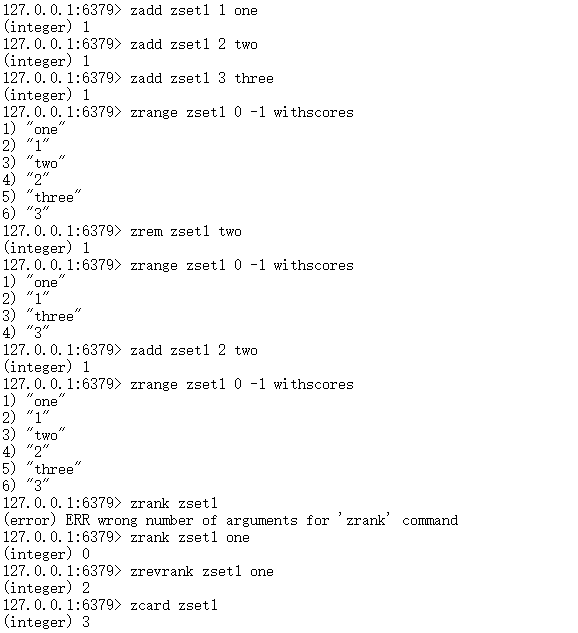 127.0.0.1:6379> zadd zset1 1 one
(integer) 1
127.0.0.1:6379> zadd zset1 2 two
(integer) 1
127.0.0.1:6379> zadd zset1 3 three
(integer) 1
127.0.0.1:6379> zrange zset1 0 -1 withscores
1) "one"
2) "1"
3) "two"
4) "2"
5) "three"
6) "3"
127.0.0.1:6379> zrem zset1 two
(integer) 1
127.0.0.1:6379> zrange zset1 0 -1 withscores
1) "one"
2) "1"
3) "three"
4) "3"
127.0.0.1:6379> zadd zset1 2 two
(integer) 1
127.0.0.1:6379> zrange zset1 0 -1 withscores
1) "one"
2) "1"
3) "two"
4) "2"
5) "three"
6) "3"
127.0.0.1:6379> zrank zset1
(error) ERR wrong number of arguments for 'zrank' command
127.0.0.1:6379> zrank zset1 one
(integer) 0
127.0.0.1:6379> zrevrank zset1 one
(integer) 2
127.0.0.1:6379> zcard zset1
(integer) 3